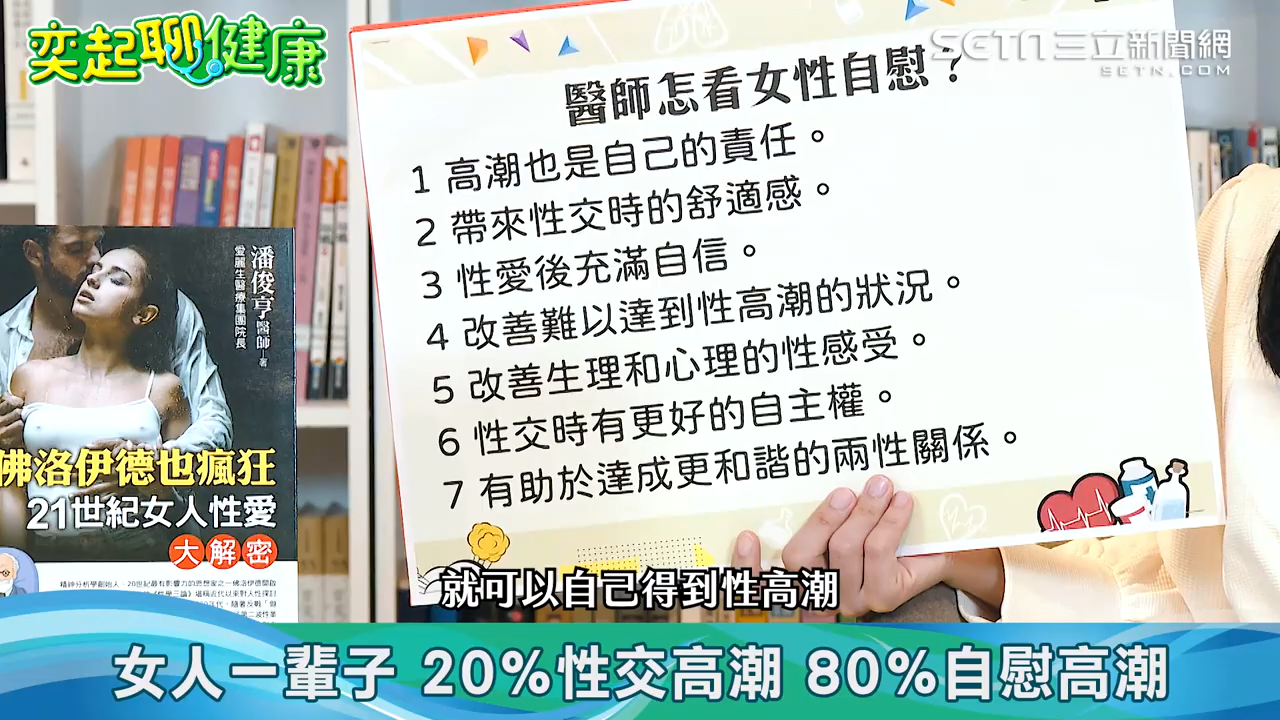 奕起聊健康
SETN三立新聞網
SETN.COM
醫師怎看女性自慰？
1 高潮也是自己的責任。
2 帶來性交時的舒適感。
3 性愛後充滿自信。
4 改善難以達到性高潮的狀況。
5 改善生理和心理的性感受。
6 性交時有更好的自主權。
7 有助於達成更和諧的兩性關係。
潘俊亨醫師—著
愛麗生醫療集團院長
佛洛伊德也瘋狂
21世紀女人性愛
大解密
就可以自己得到性高潮
女人一輩子 20%性交高潮 80%自慰高潮